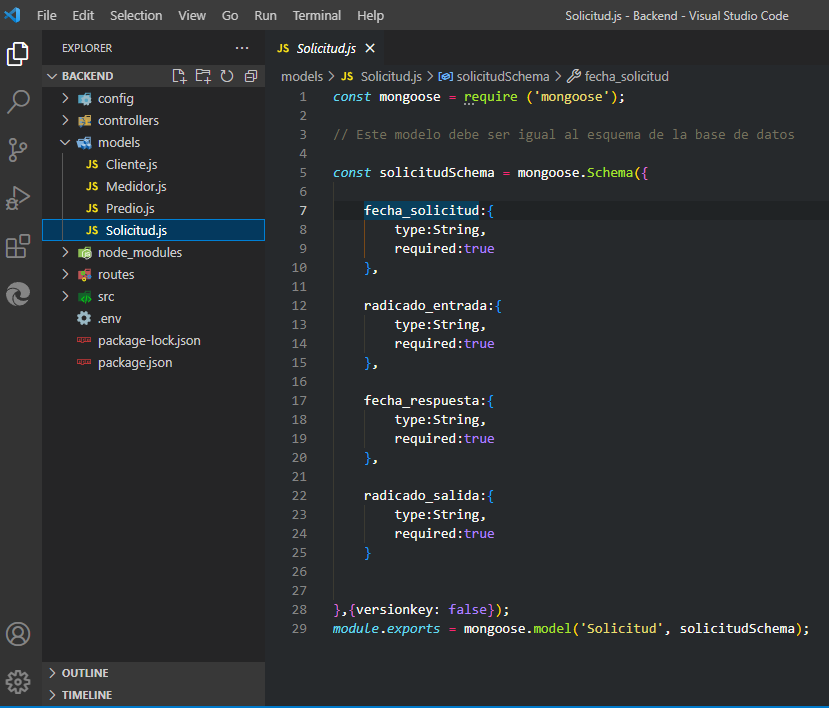 File Edit Selection View Go Run Terminal Help Solicitud.js - Backend - Visual Studio Code
EXPLORER ...
BACKEND
config
controllers
models
JS Cliente.js
JS Medidor.js
JS Predio.js
JS Solicitud.js
node_modules
routes
src
.env
package-lock.json
package.json
OUTLINE
TIMELINE
JS Solicitud.js
models > JS Solicitud.js > solicitudSchema > fecha_solicitud
1 const mongoose = require ('mongoose');
2
3 // Este modelo debe ser igual al esquema de la base de datos
4
5 const solicitudSchema = mongoose.Schema({
6
7 fecha_solicitud:{
8 type:String,
9 required:true
10 },
11
12 radicado_entrada:{
13 type:String,
14 required:true
15 },
16
17 fecha_respuesta:{
18 type:String,
19 required:true
20 },
21
22 radicado_salida:{
23 type:String,
24 required:true
25 }
26
27
28 },{versionkey: false});
29 module.exports = mongoose.model('Solicitud', solicitudSchema);